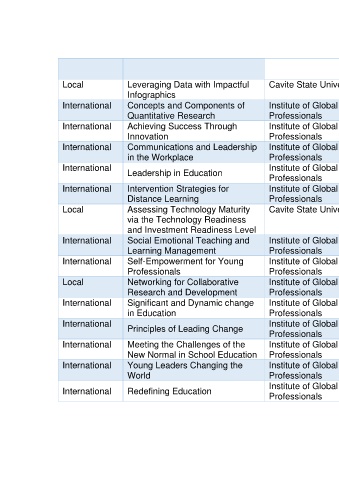 Local Leveraging Data with Impactful Cavite State Unive
Infographics
International Concepts and Components of Institute of Global
Quantitative Research Professionals
International Achieving Success Through Institute of Global
Innovation Professionals
International Communications and Leadership Institute of Global
in the Workplace Professionals
International Leadership in Education Institute of Global
Professionals
International Intervention Strategies for Institute of Global
Distance Learning Professionals
Local Assessing Technology Maturity Cavite State Unive
via the Technology Readiness
and Investment Readiness Level
International Social Emotional Teaching and Institute of Global
Learning Management Professionals
International Self-Empowerment for Young Institute of Global
Professionals Professionals
Local Networking for Collaborative Institute of Global
Research and Development Professionals
International Significant and Dynamic change Institute of Global
in Education Professionals
International Principles of Leading Change Institute of Global
Professionals
International Meeting the Challenges of the Institute of Global
New Normal in School Education Professionals
International Young Leaders Changing the Institute of Global
World Professionals
International Redefining Education Institute of Global
Professionals